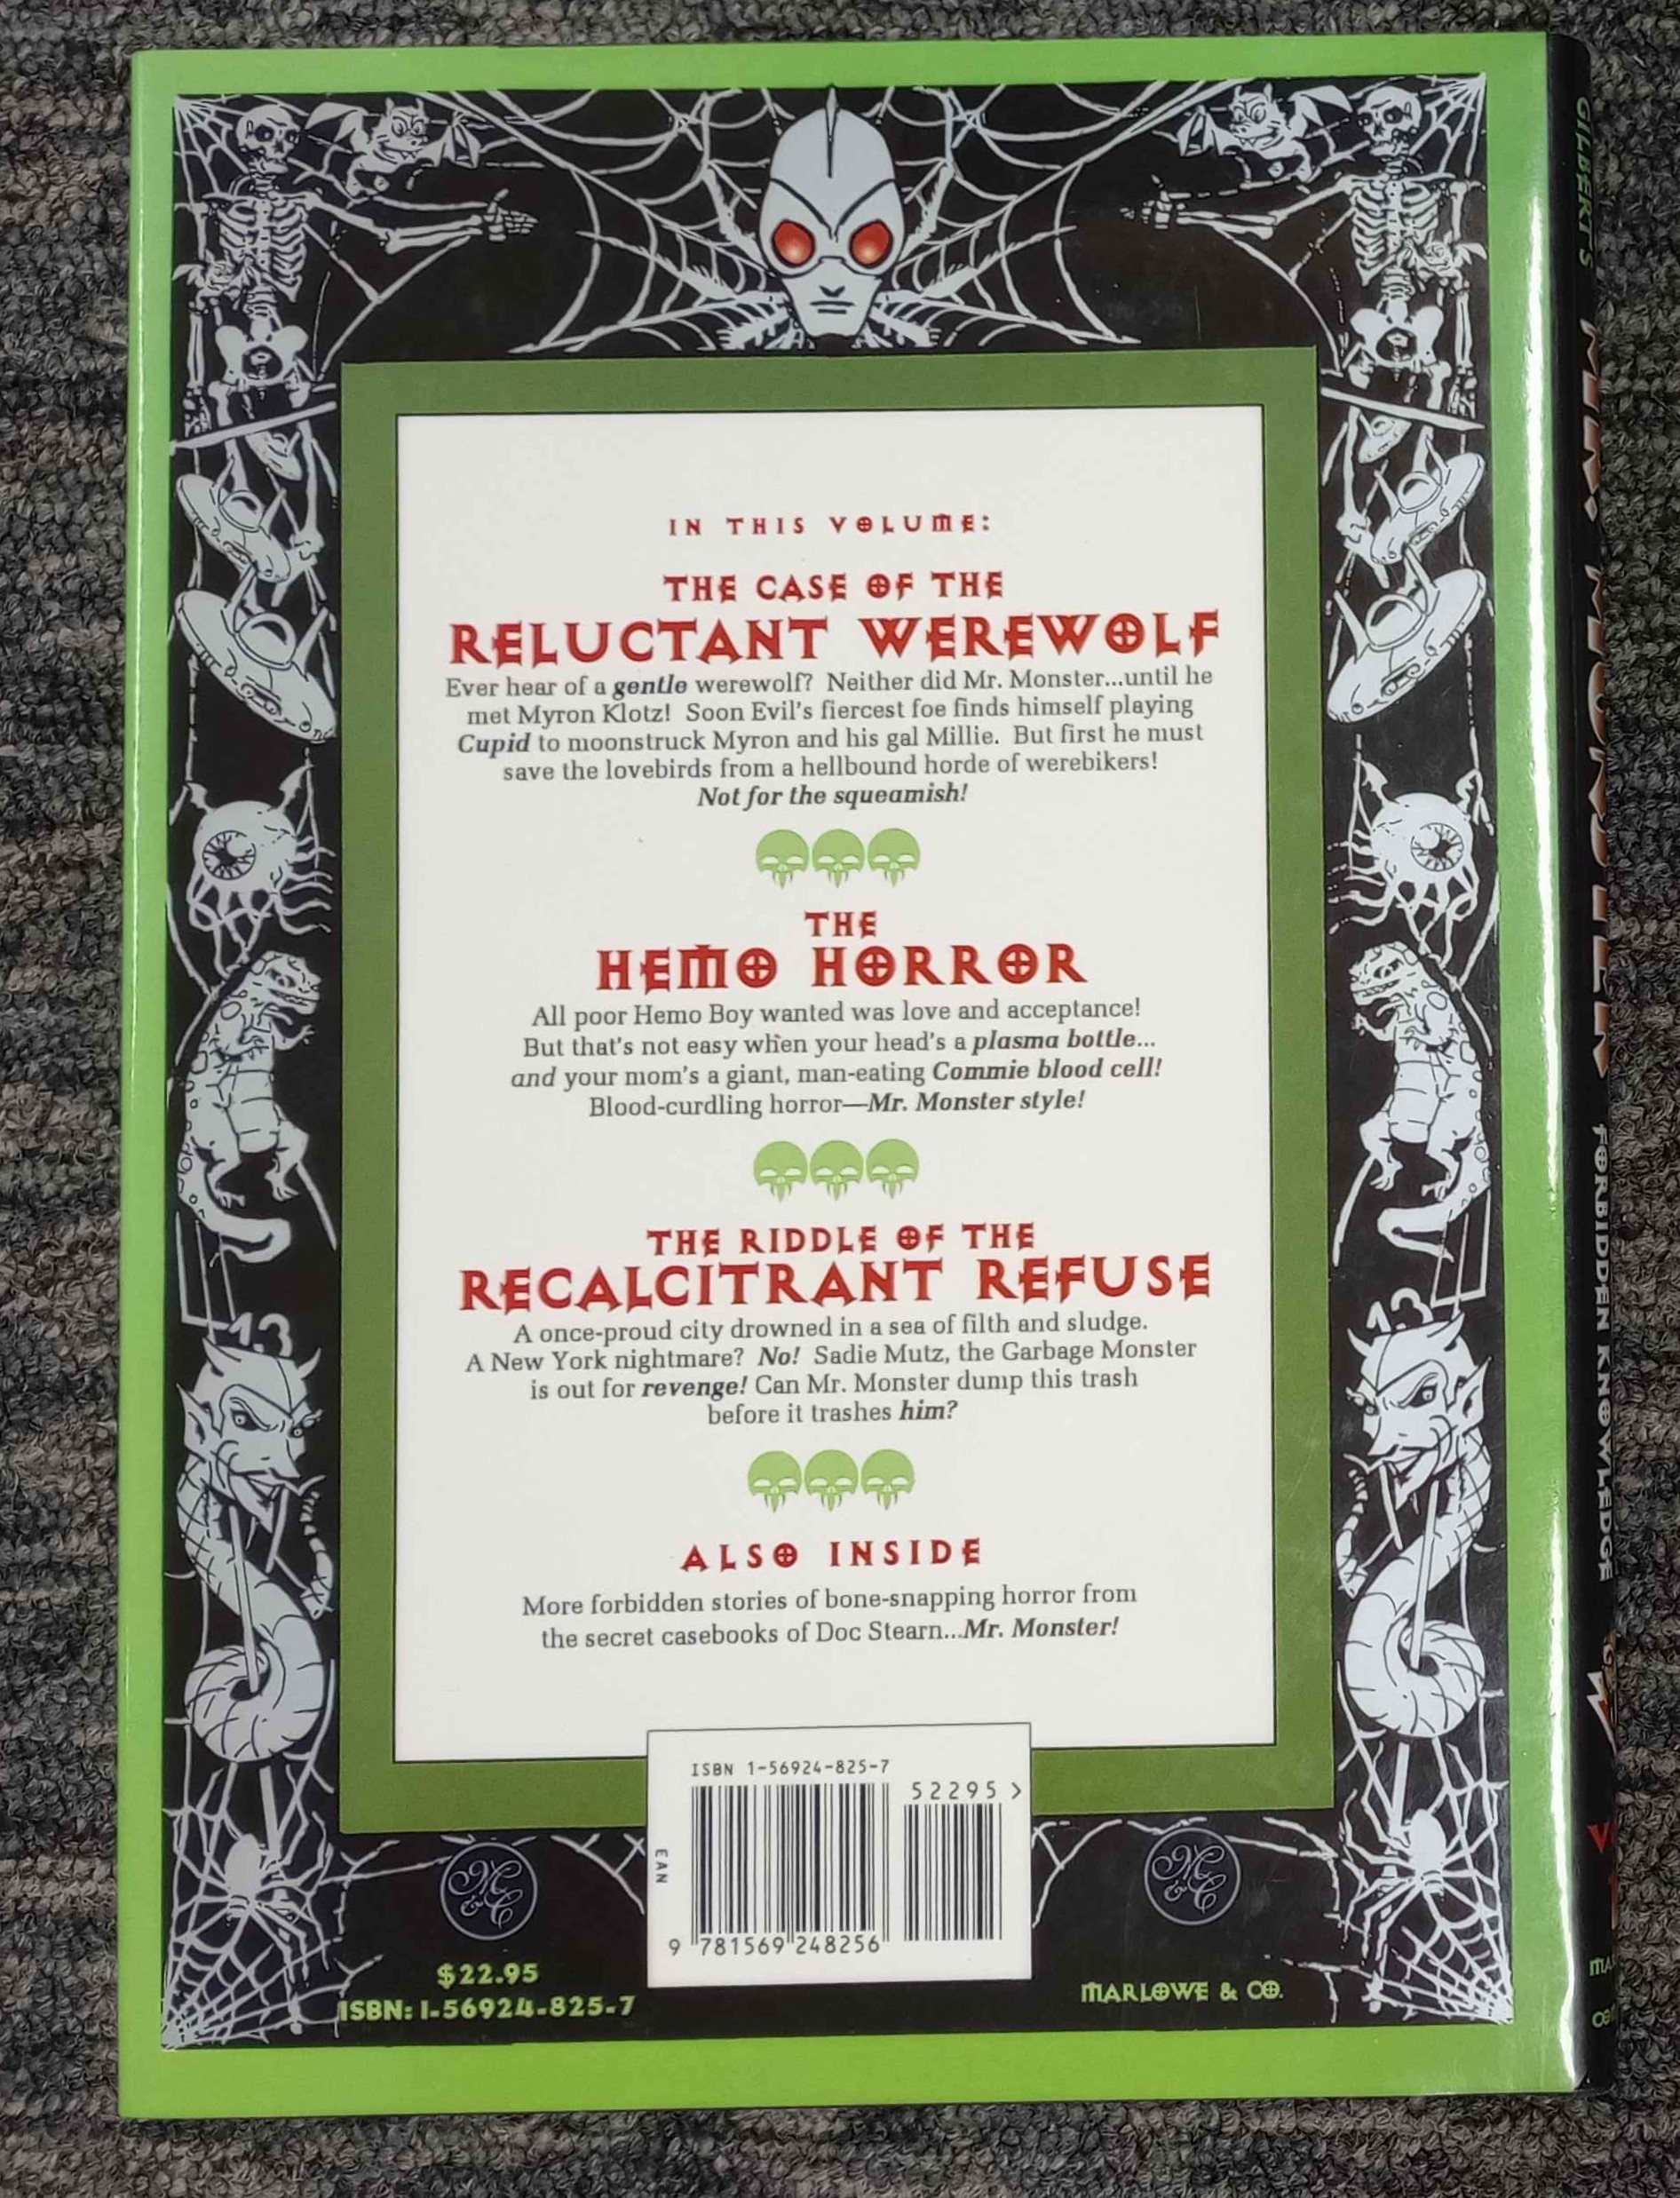 IN THIS VOLUME:
THE CASE OF THE
RELUCTANT WEREWOLF
Ever hear of a gentle werewolf? Neither did Mr. Monster...until he
met Myron Klotz! Soon Evil's fiercest foe finds himself playing
Cupid to moonstruck Myron and his gal Millie. But first he must
save the lovebirds from a hellbound horde of werebikers!
Not for the squeamish!
THE
HEMO HORROR
All poor Hemo Boy wanted was love and acceptance!
But that's not easy when your head's a plasma bottle...
and your mom's a giant, man-eating Commie blood cell!
Blood-curdling horror—Mr. Monster style!
THE RIDDLE OF THE
RECALCITRANT REFUSE
A once-proud city drowned in a sea of filth and sludge.
A New York nightmare? No! Sadie Mutz, the Garbage Monster
is out for revenge! Can Mr. Monster dump this trash
before it trashes him?
ALSO INSIDE
More forbidden stories of bone-snapping horror from
the secret casebooks of Doc Stearn...Mr. Monster!
13
13
ISBN 1-56924-825-7
52295 >
EAN
9 781569 248256
M&C
M&C
$22.95
ISBN: 1-56924-825-7
MARLOWE & CO.
GILBERT'S
MR. MONSTER
FORBIDDEN KNOWLEDGE